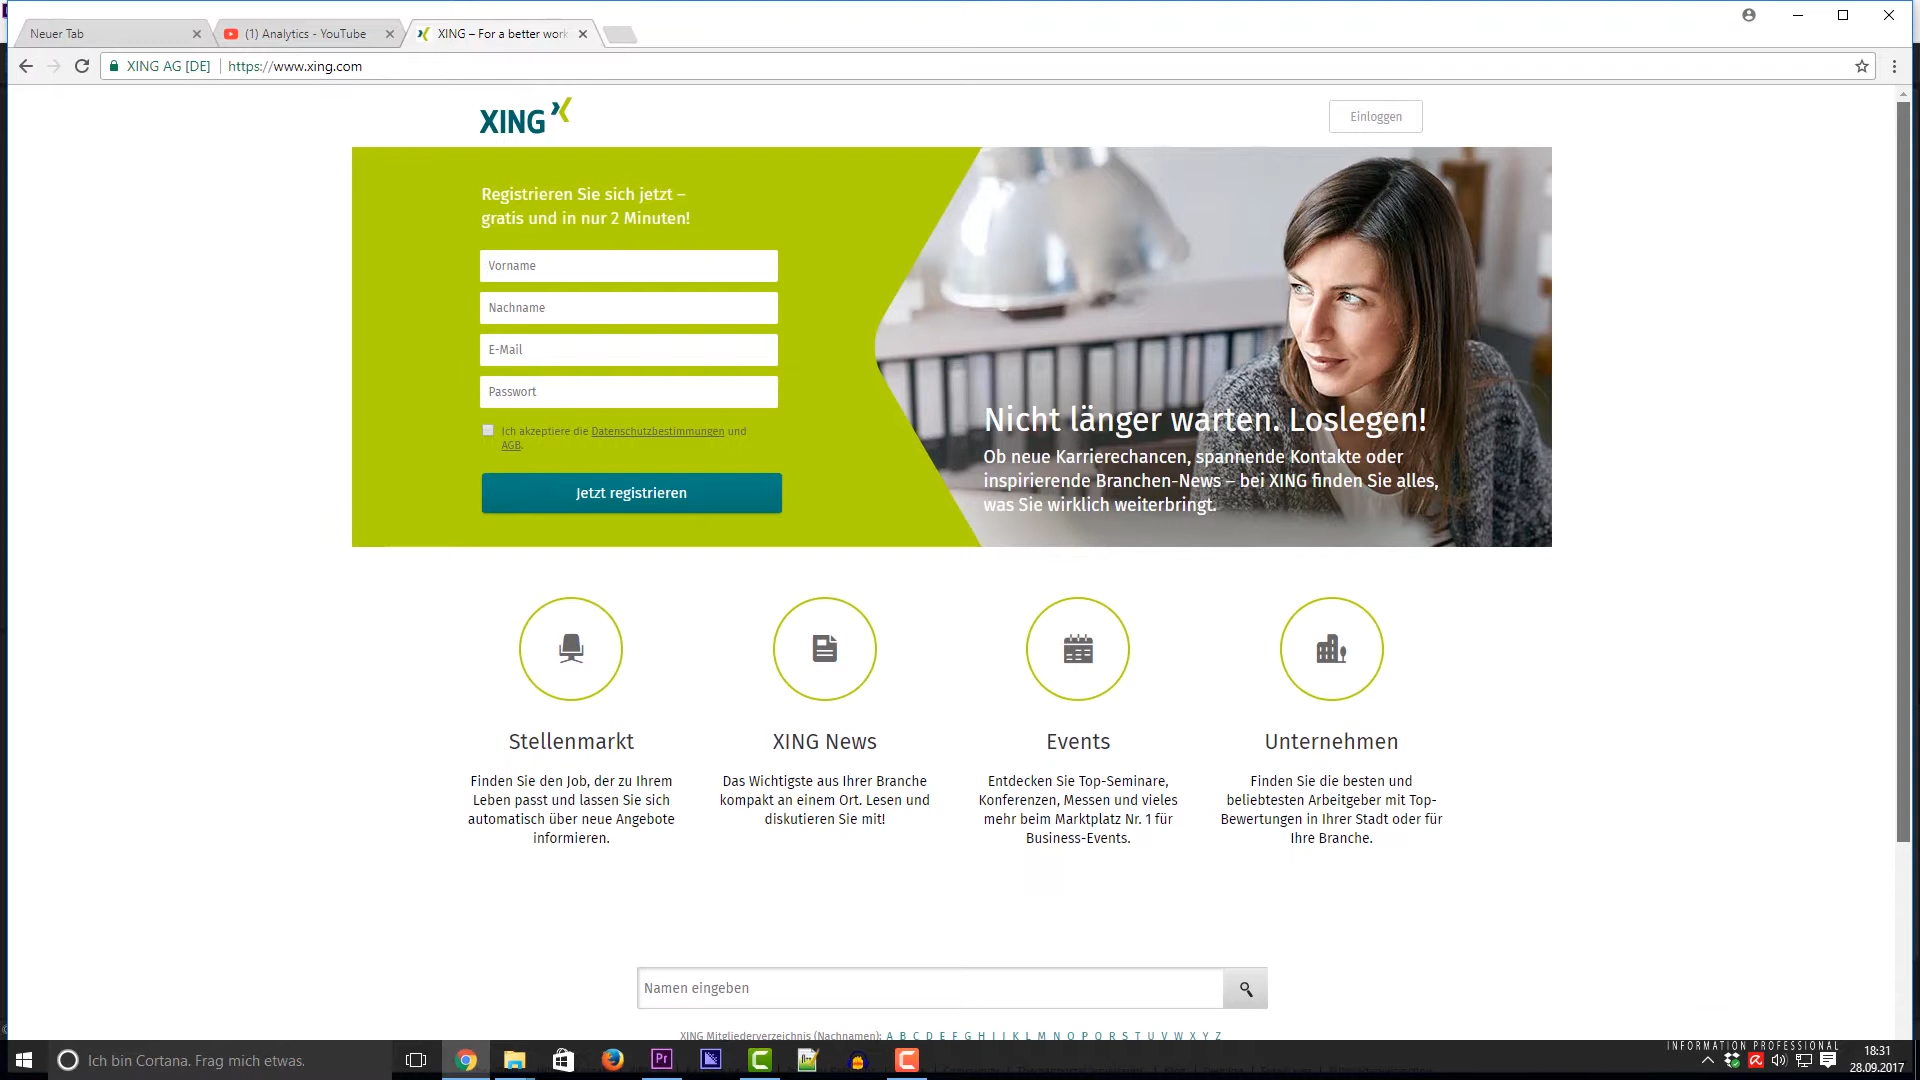 Neuer Tab
(1) Analytics - YouTube
XING – For a better work
XING AG [DE]
https://www.xing.com
XING
Einloggen
Registrieren Sie sich jetzt –
gratis und in nur 2 Minuten!
Vorname
Nachname
E-Mail
Passwort
Ich akzeptiere die Datenschutzbestimmungen und
AGB.
Jetzt registrieren
Nicht länger warten. Loslegen!
Ob neue Karrierechancen, spannende Kontakte oder
inspirierende Branchen-News – bei XING finden Sie alles,
was Sie wirklich weiterbringt.
Stellenmarkt
Finden Sie den Job, der zu Ihrem
Leben passt und lassen Sie sich
automatisch über neue Angebote
informieren.
XING News
Das Wichtigste aus Ihrer Branche
kompakt an einem Ort. Lesen und
diskutieren Sie mit!
Events
Entdecken Sie Top-Seminare,
Konferenzen, Messen und vieles
mehr beim Marktplatz Nr. 1 für
Business-Events.
Unternehmen
Finden Sie die besten und
beliebtesten Arbeitgeber mit Top-
Bewertungen in Ihrer Stadt oder für
Ihre Branche.
Namen eingeben
XING Mitgliederverzeichnis (Nachnamen): A B C D E F G H I J K L M N O P Q R S T U V W X Y Z
Ich bin Cortana. Frag mich etwas.
Pr
INFORMATION PROFESSIONAL
18:31
28.09.2017